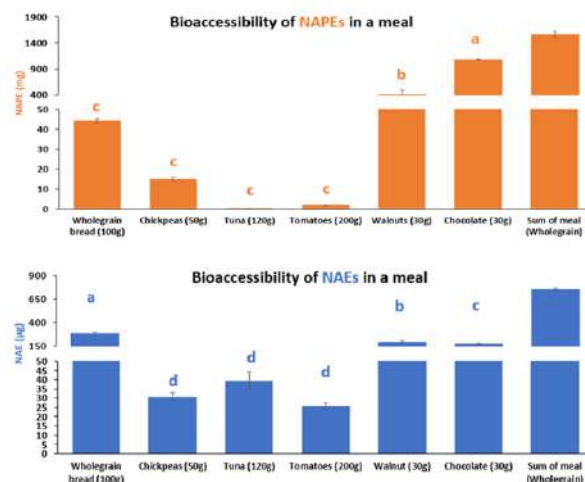 Bioaccessibility of NAPEs in a meal
NAPE (mg)
1900
1400
900
400
50
40
30
20
10
0
c
c
c
c
b
a
Wholegrain bread (100g)
Chickpeas (50g)
Tuna (120g)
Tomatoes (200g)
Walnuts (30g)
Chocolate (30g)
Sum of meal (Wholegrain)
Bioaccessibility of NAEs in a meal
NAE (µg)
900
650
400
150
50
45
40
35
30
25
20
15
10
5
0
a
d
d
d
b
c
Wholegrain bread (100g)
Chickpeas (50g)
Tuna (120g)
Tomatoes (200g)
Walnut (30g)
Chocolate (30g)
Sum of meal (Wholegrain)